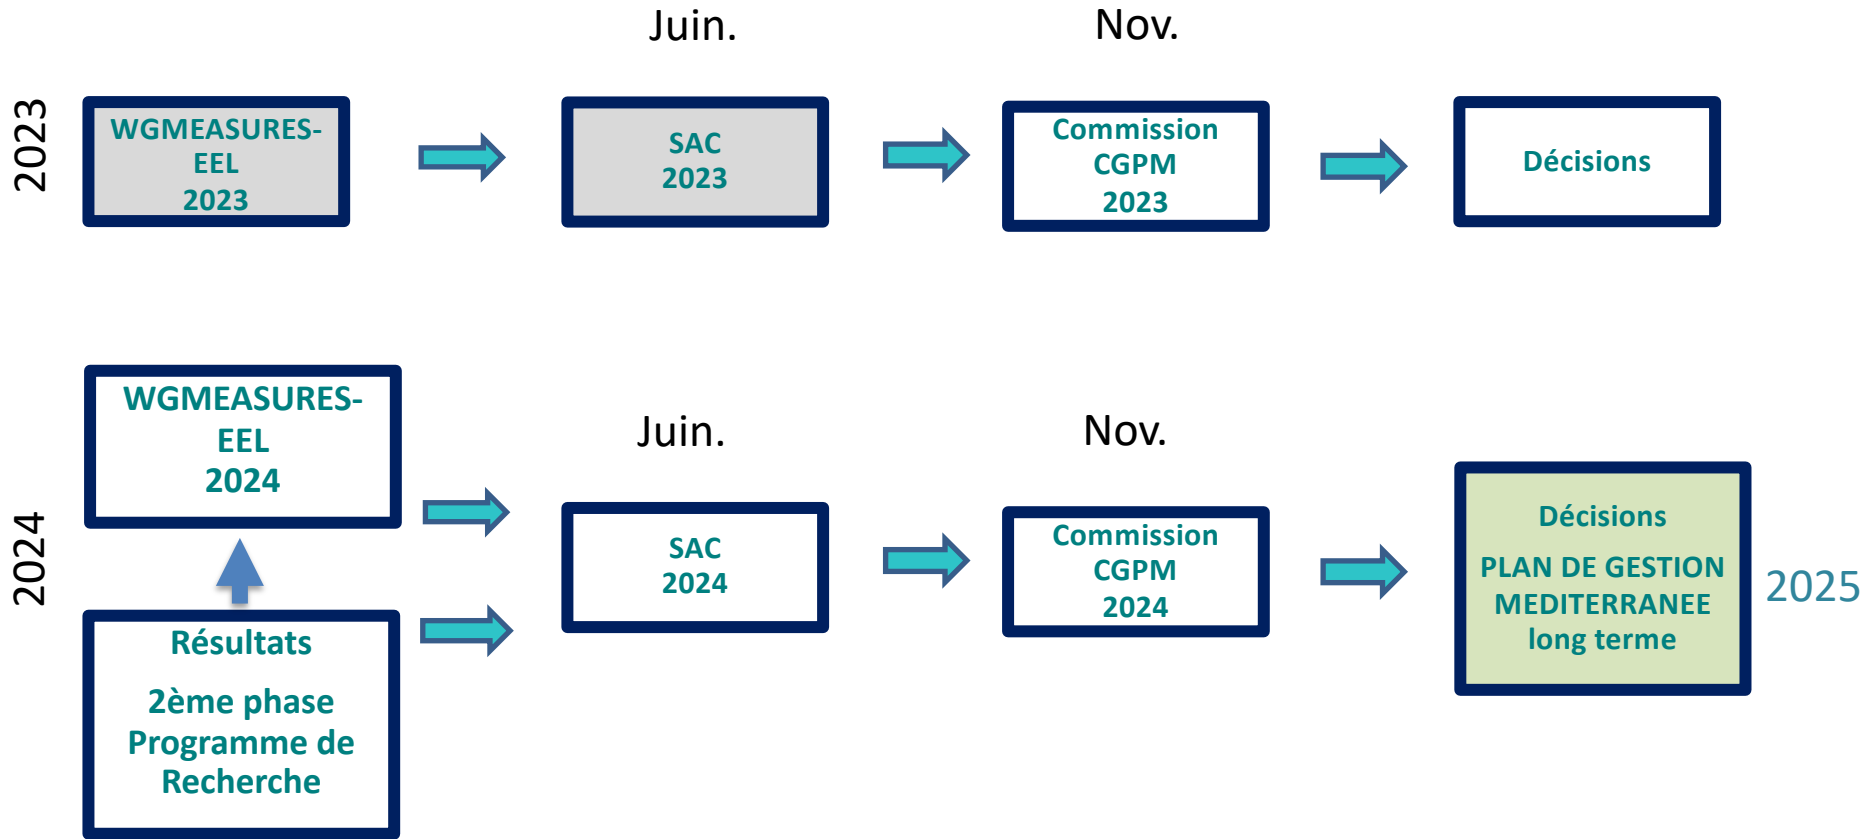 Juin.
Nov.
2023
WGMEASURES-
EEL
2023
SAC
2023
Commission
CGPM
2023
Décisions
2024
WGMEASURES-
EEL
2024
Juin.
Nov.
SAC
2024
Commission
CGPM
2024
Décisions
PLAN DE GESTION
MEDITERRANEE
long terme
2025
Résultats
2ème phase
Programme de
Recherche